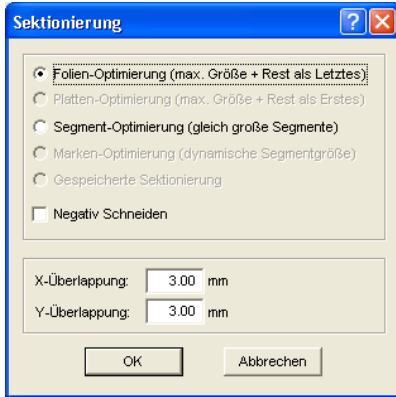 Sektionierung
Folien-Optimierung (max. Größe + Rest als Letztes)
Platten-Optimierung (max. Größe + Rest als Erstes)
Segment-Optimierung (gleich große Segmente)
Marken-Optimierung (dynamische Segmentgröße)
Gespeicherte Sektionierung
Negativ Schneiden
X-Überlappung: 3.00 mm
Y-Überlappung: 3.00 mm
OK Abbrechen